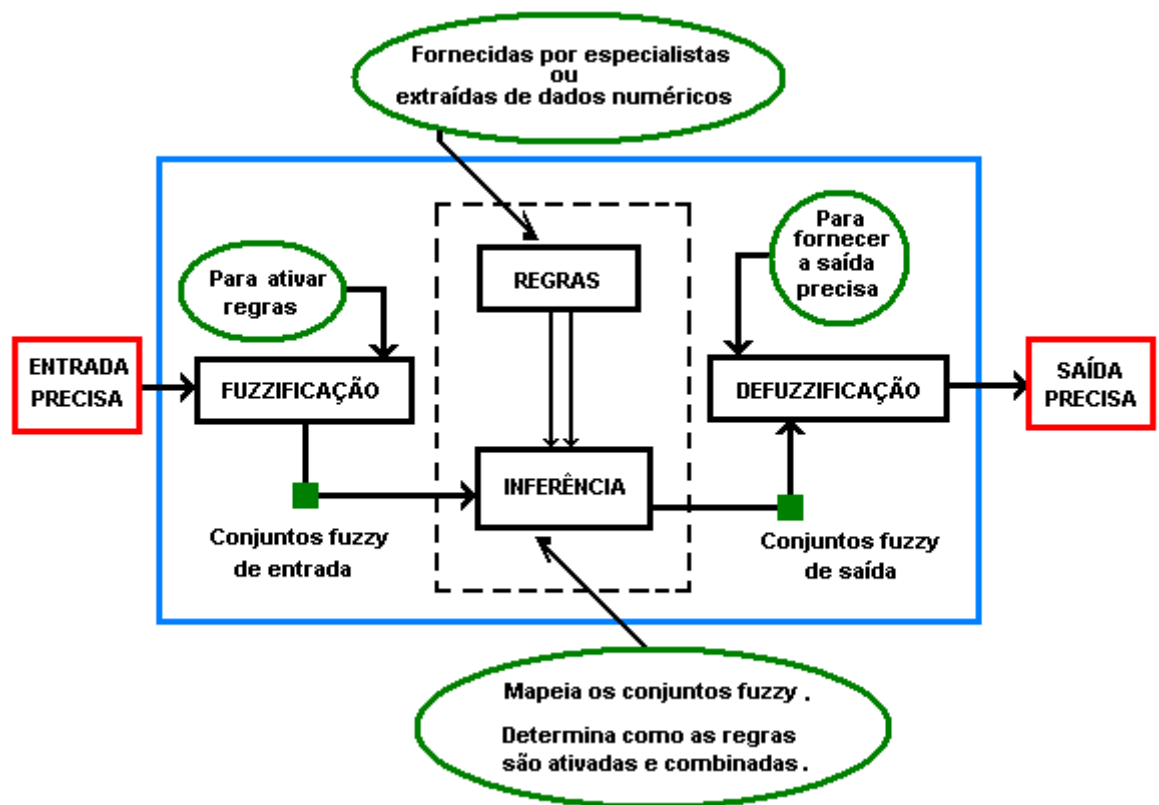 Fornecidas por especialistas
ou
extraídas de dados numéricos
Para ativar
regras
REGRAS
Para
fornecer
a saída
precisa
ENTRADA
PRECISA
FUZZIFICAÇÃO
DEFUZZIFICAÇÃO
SAÍDA
PRECISA
INFERÊNCIA
Conjuntos fuzzy
de entrada
Conjuntos fuzzy
de saída
Mapeia os conjuntos fuzzy .
Determina como as regras
são ativadas e combinadas .